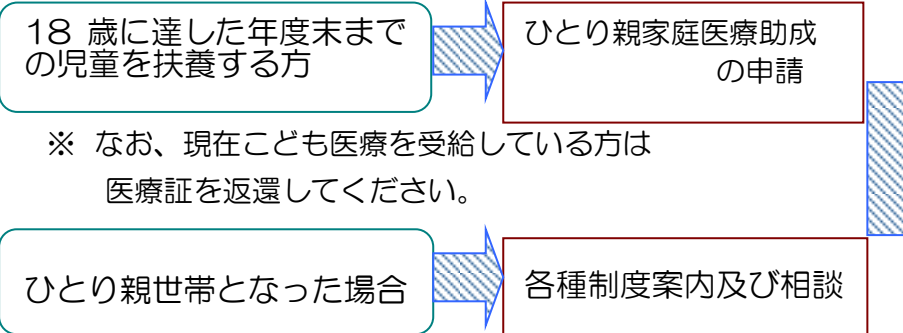 18 歳に達した年度末まで
の児童を扶養する方
ひとり親家庭医療助成
の申請
※ なお、現在こども医療を受給している方は
医療証を返還してください。
ひとり親世帯となった場合
各種制度案内及び相談